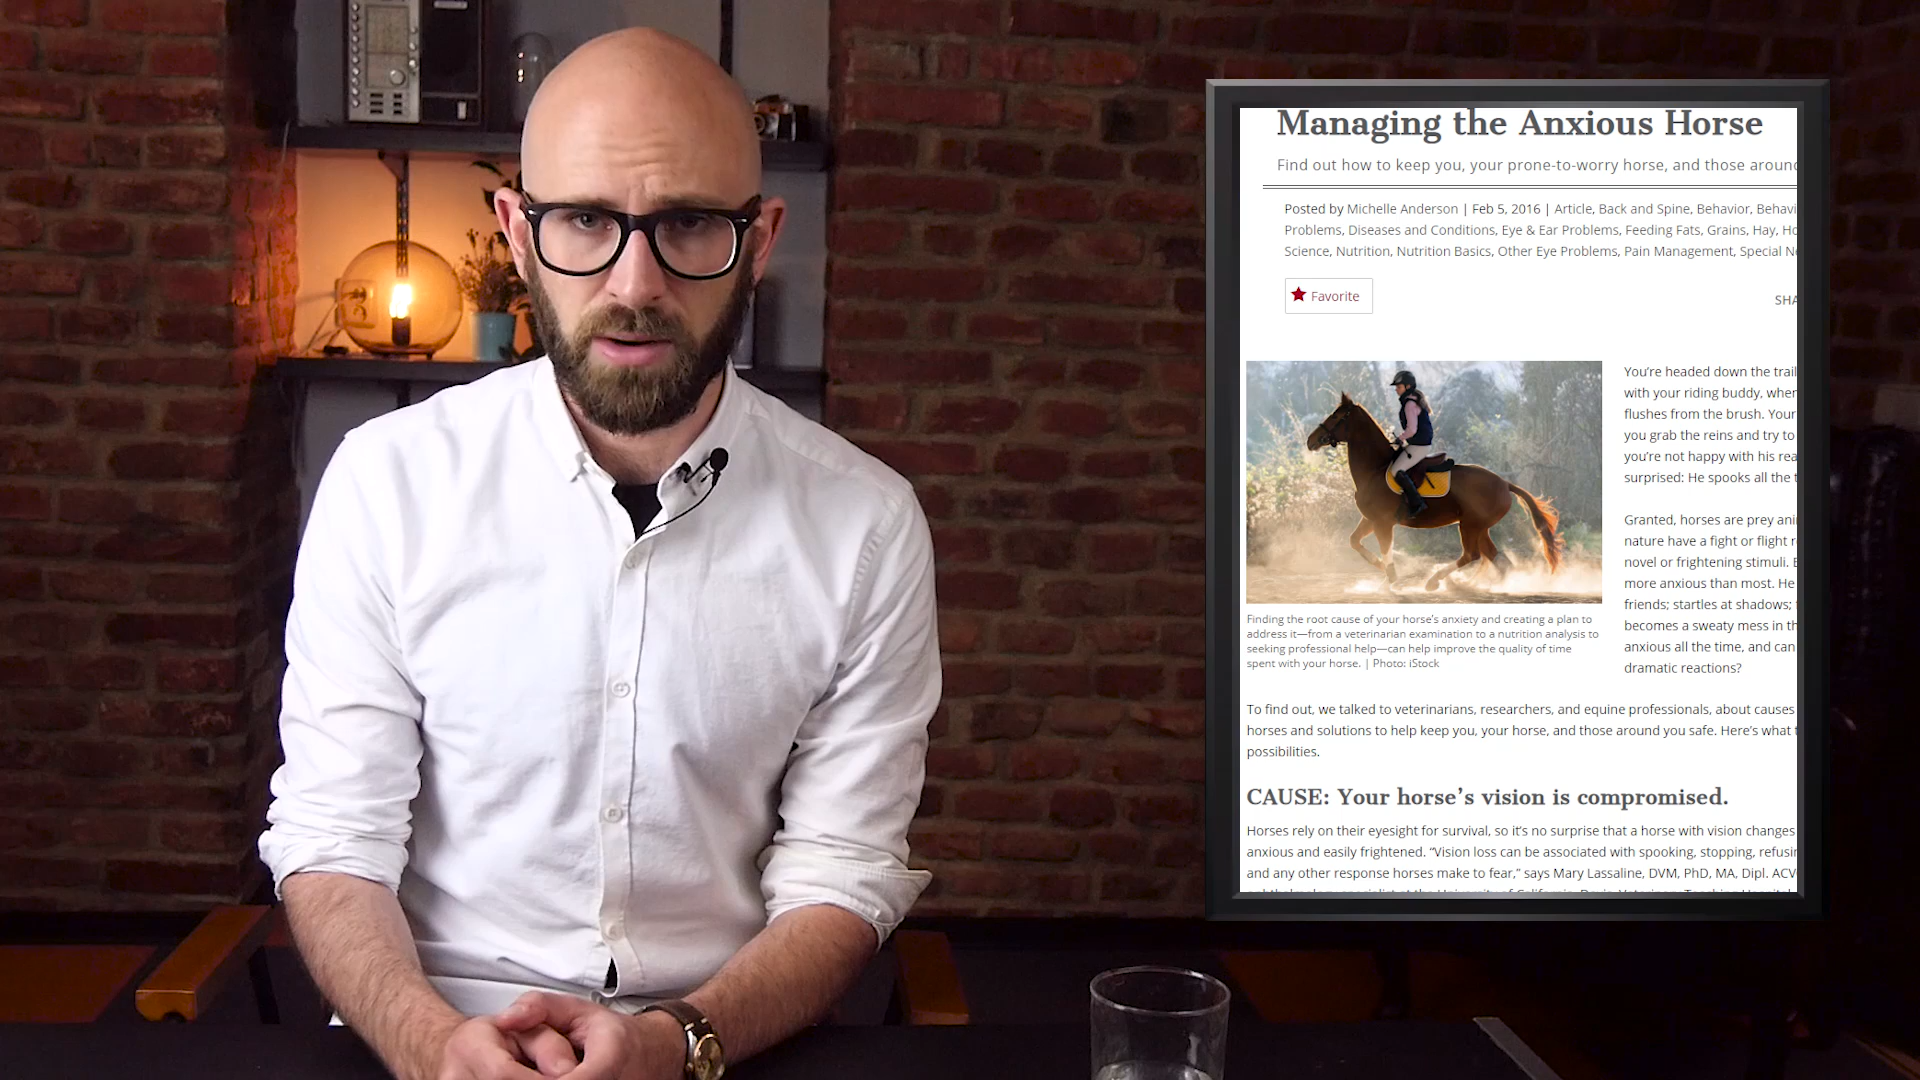 Managing the Anxious Horse
Find out how to keep you, your prone-to-worry horse, and those aroun
Posted by Michelle Anderson | Feb 5, 2016 | Article, Back and Spine, Behavior, Behavi
Problems, Diseases and Conditions, Eye & Ear Problems, Feeding Fats, Grains, Hay, Ho
Science, Nutrition, Nutrition Basics, Other Eye Problems, Pain Management, Special Ne
Favorite
SHA
You're headed down the trail
with your riding buddy, when
flushes from the brush. Your
you grab the reins and try to
you're not happy with his rea
surprised: He spooks all the t
Granted, horses are prey ani
nature have a fight or flight r
novel or frightening stimuli. B
more anxious than most. He
friends; startles at shadows;
becomes a sweaty mess in th
anxious all the time, and can
dramatic reactions?
Finding the root cause of your horse's anxiety and creating a plan to
address it—from a veterinarian examination to a nutrition analysis to
seeking professional help—can help improve the quality of time
spent with your horse. | Photo: iStock
To find out, we talked to veterinarians, researchers, and equine professionals, about causes
horses and solutions to help keep you, your horse, and those around you safe. Here's what t
possibilities.
CAUSE: Your horse's vision is compromised.
Horses rely on their eyesight for survival, so it's no surprise that a horse with vision changes
anxious and easily frightened. "Vision loss can be associated with spooking, stopping, refusin
and any other response horses make to fear," says Mary Lassaline, DVM, PhD, MA, Dipl. ACV